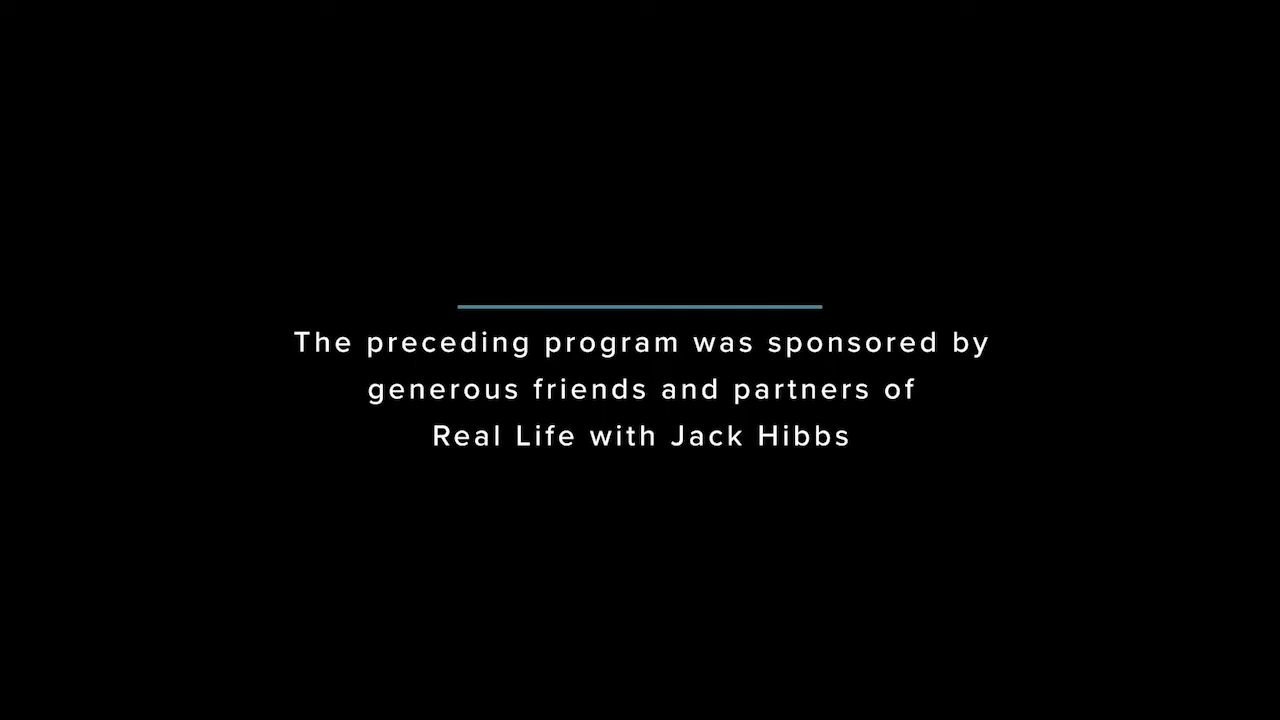 The preceding program was sponsored by
generous friends and partners of
Real Life with Jack Hibbs